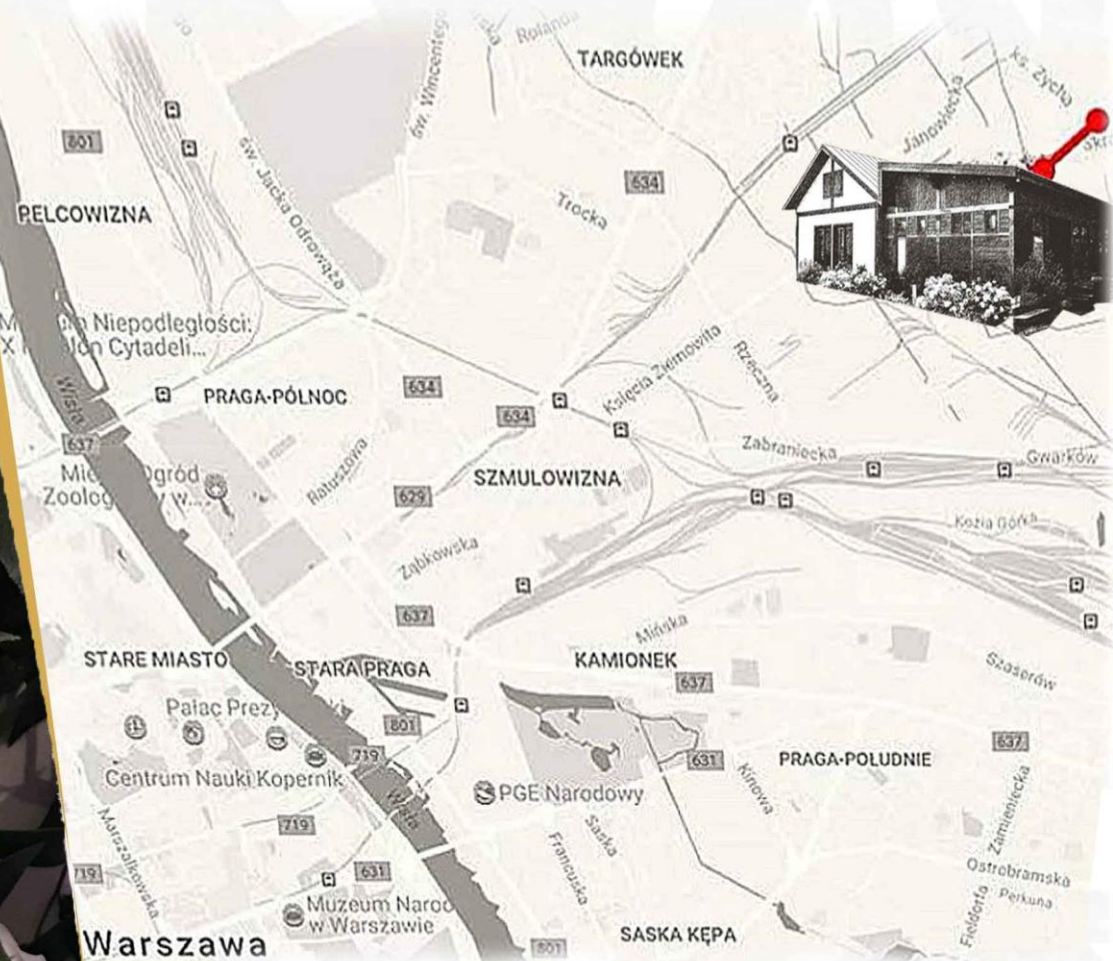 Rolanda
TARGÓWEK
św. Wincentego
ks. Zycha
Janowiecka
801
św. Jacka Odrowąża
634
Trocka
PELCOWIZNA
Niepodległości:
Cytadeli...
Wisła
Księcia Ziemowita
Rzeczna
PRAGA-PÓŁNOC
634
634
637
Ogród
Zoolog
w...
Ratuszowa
SZMULOWIZNA
Zabraniecka
Gwarków
629
Kozia Górka
Ząbkowska
637
Mińska
STARE MIASTO
STARA PRAGA
KAMIONEK
637
Szaserów
Pałac Prezy
801
719
631
PRAGA-POŁUDNIE
637
Centrum Nauki Kopernik
PGE Narodowy
Kinowa
Wisła
Zamieniecka
Marszałkowska
719
Saska
Francuska
719
631
Ostrobramska
Perkuna
Fieldorfa
Muzeum Naroc
w Warszawie
SASKA KĘPA
Warszawa
801